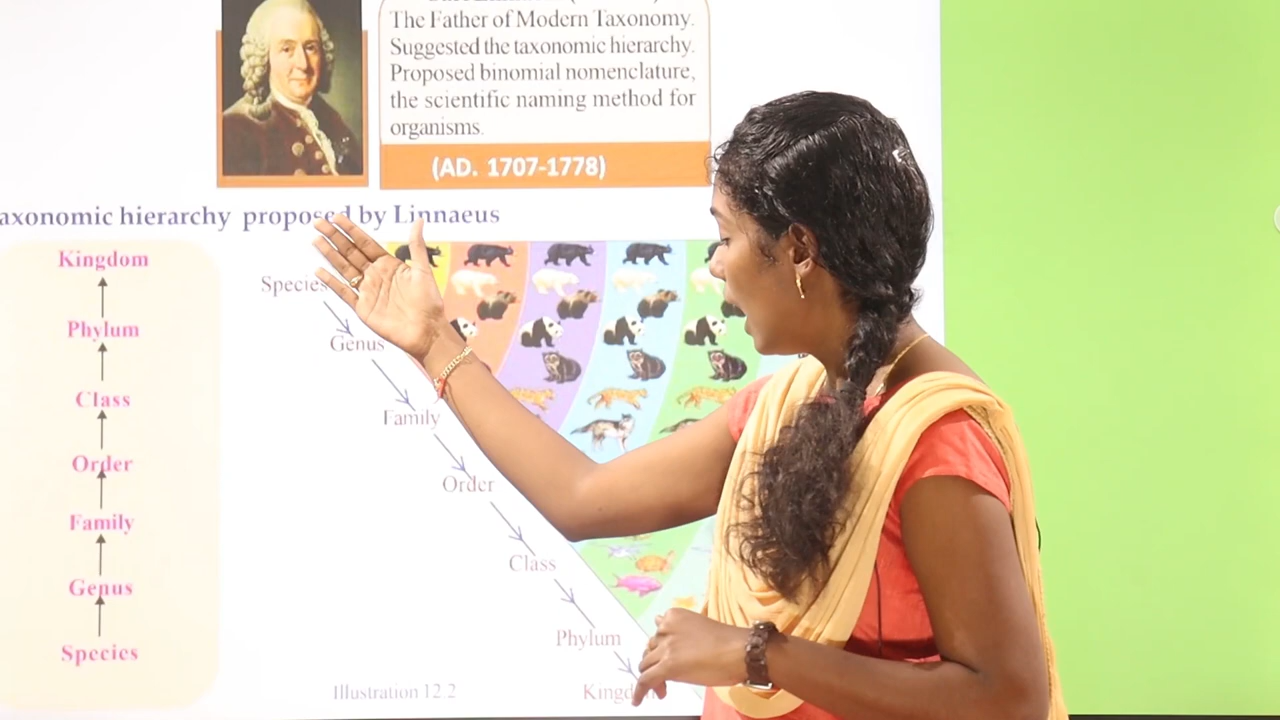 The Father of Modern Taxonomy.
Suggested the taxonomic hierarchy.
Proposed binomial nomenclature,
the scientific naming method for
organisms.
(AD. 1707-1778)
axonomic hierarchy proposed by Linnaeus
Kingdom
Phylum
Class
Order
Family
Genus
Species
Species
Genus
Family
Order
Class
Phylum
Illustration 12.2